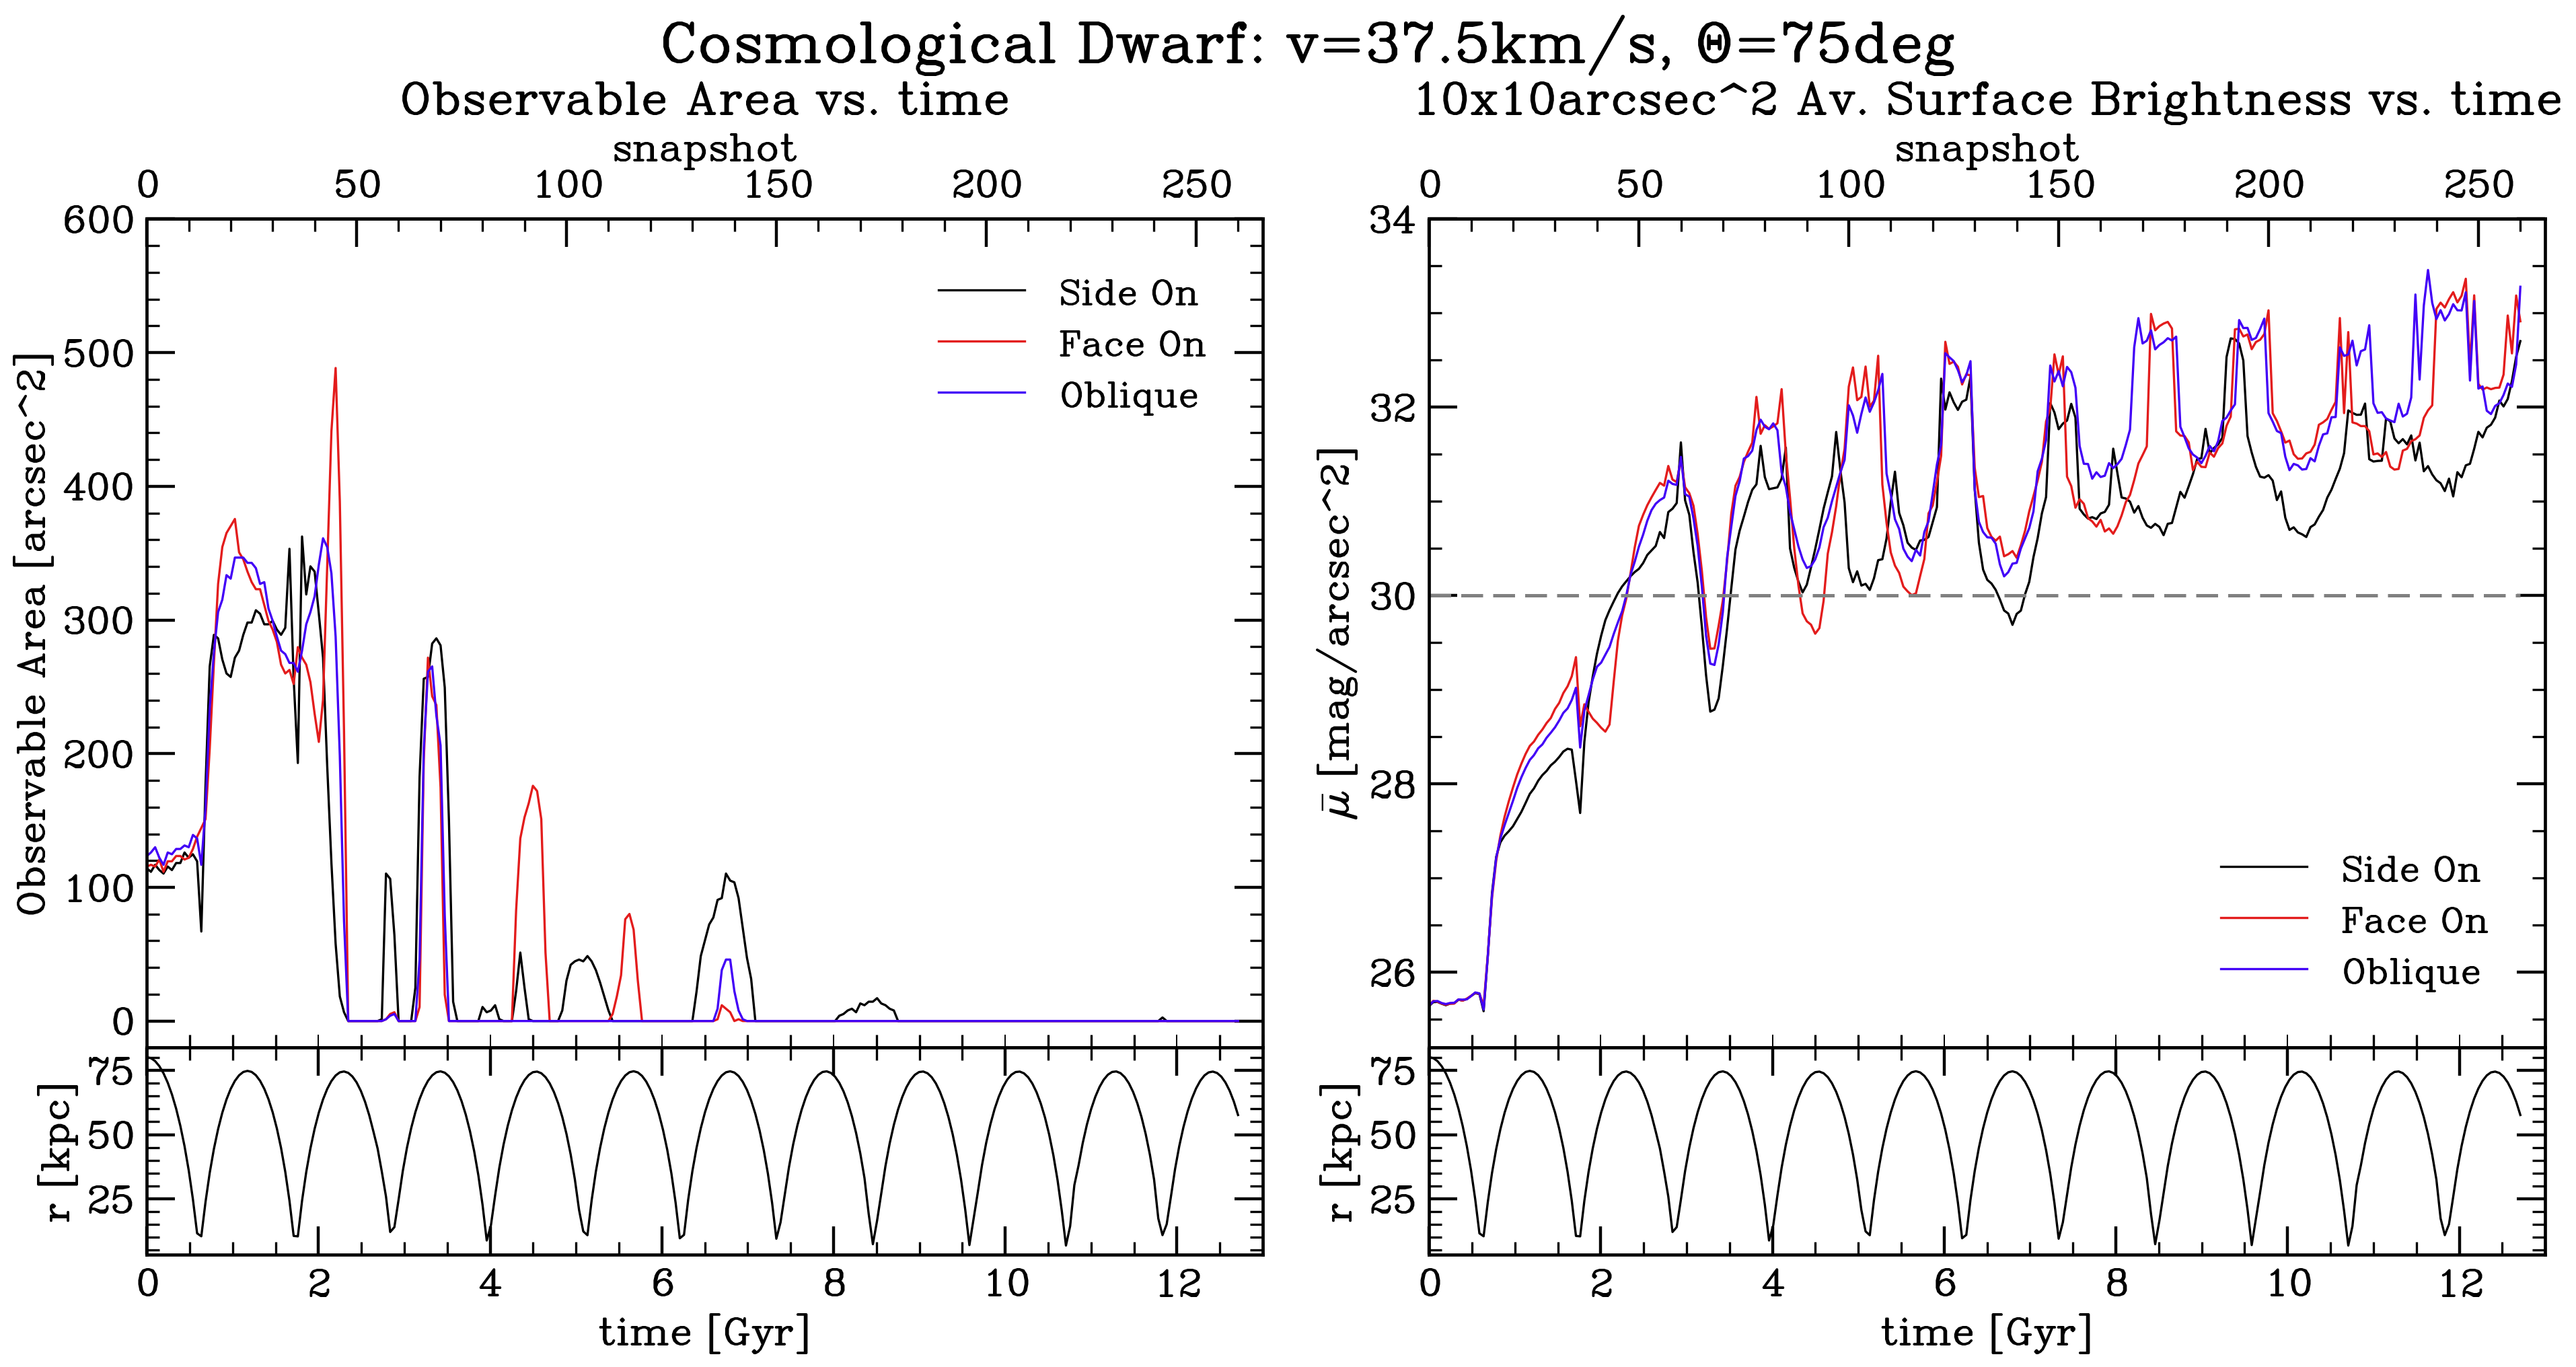 Cosmological Dwarf: v=37.5km/s, Θ=75deg
Observable Area vs. time
snapshot
0 50 100 150 200 250
600
500
400
300
200
100
0
Observable Area [arcsec^2]
Side On
Face On
Oblique
75
50
25
r [kpc]
0 2 4 6 8 10 12
time [Gyr]
10x10arcsec^2 Av. Surface Brightness vs. time
snapshot
0 50 100 150 200 250
34
32
30
28
26
μ̄ [mag/arcsec^2]
Side On
Face On
Oblique
75
50
25
r [kpc]
0 2 4 6 8 10 12
time [Gyr]